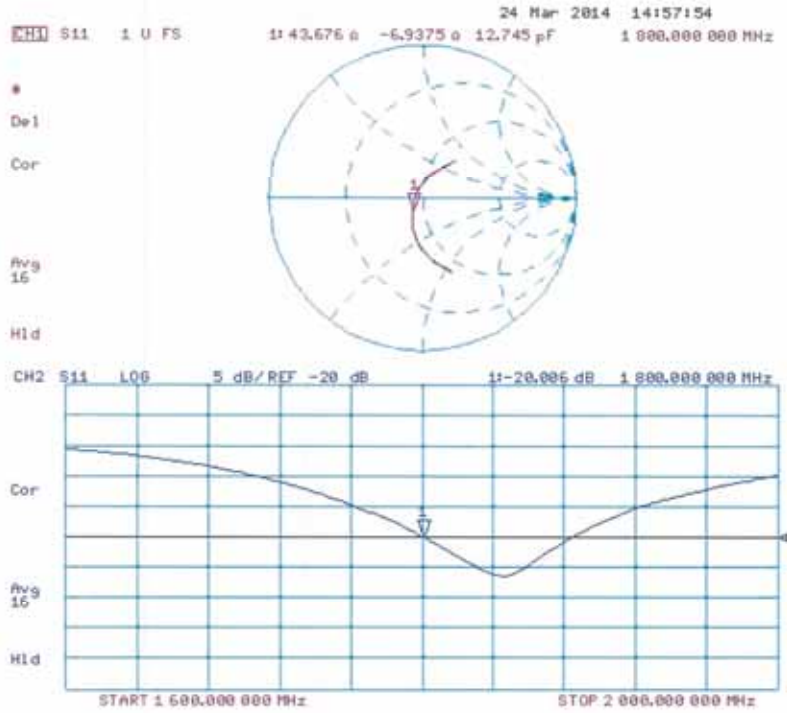 24 Mar 2014 14:57:54
CH1 S11 1 U FS 1: 43.676 Ω -6.9375 Ω 12.745 pF 1 800.000 000 MHz
*
Del
Cor
1
Avg
16
Hld
CH2 S11 LOG 5 dB/REF -20 dB 1:-20.006 dB 1 800.000 000 MHz
1
Cor
Avg
16
Hld
START 1 600.000 000 MHz STOP 2 000.000 000 MHz